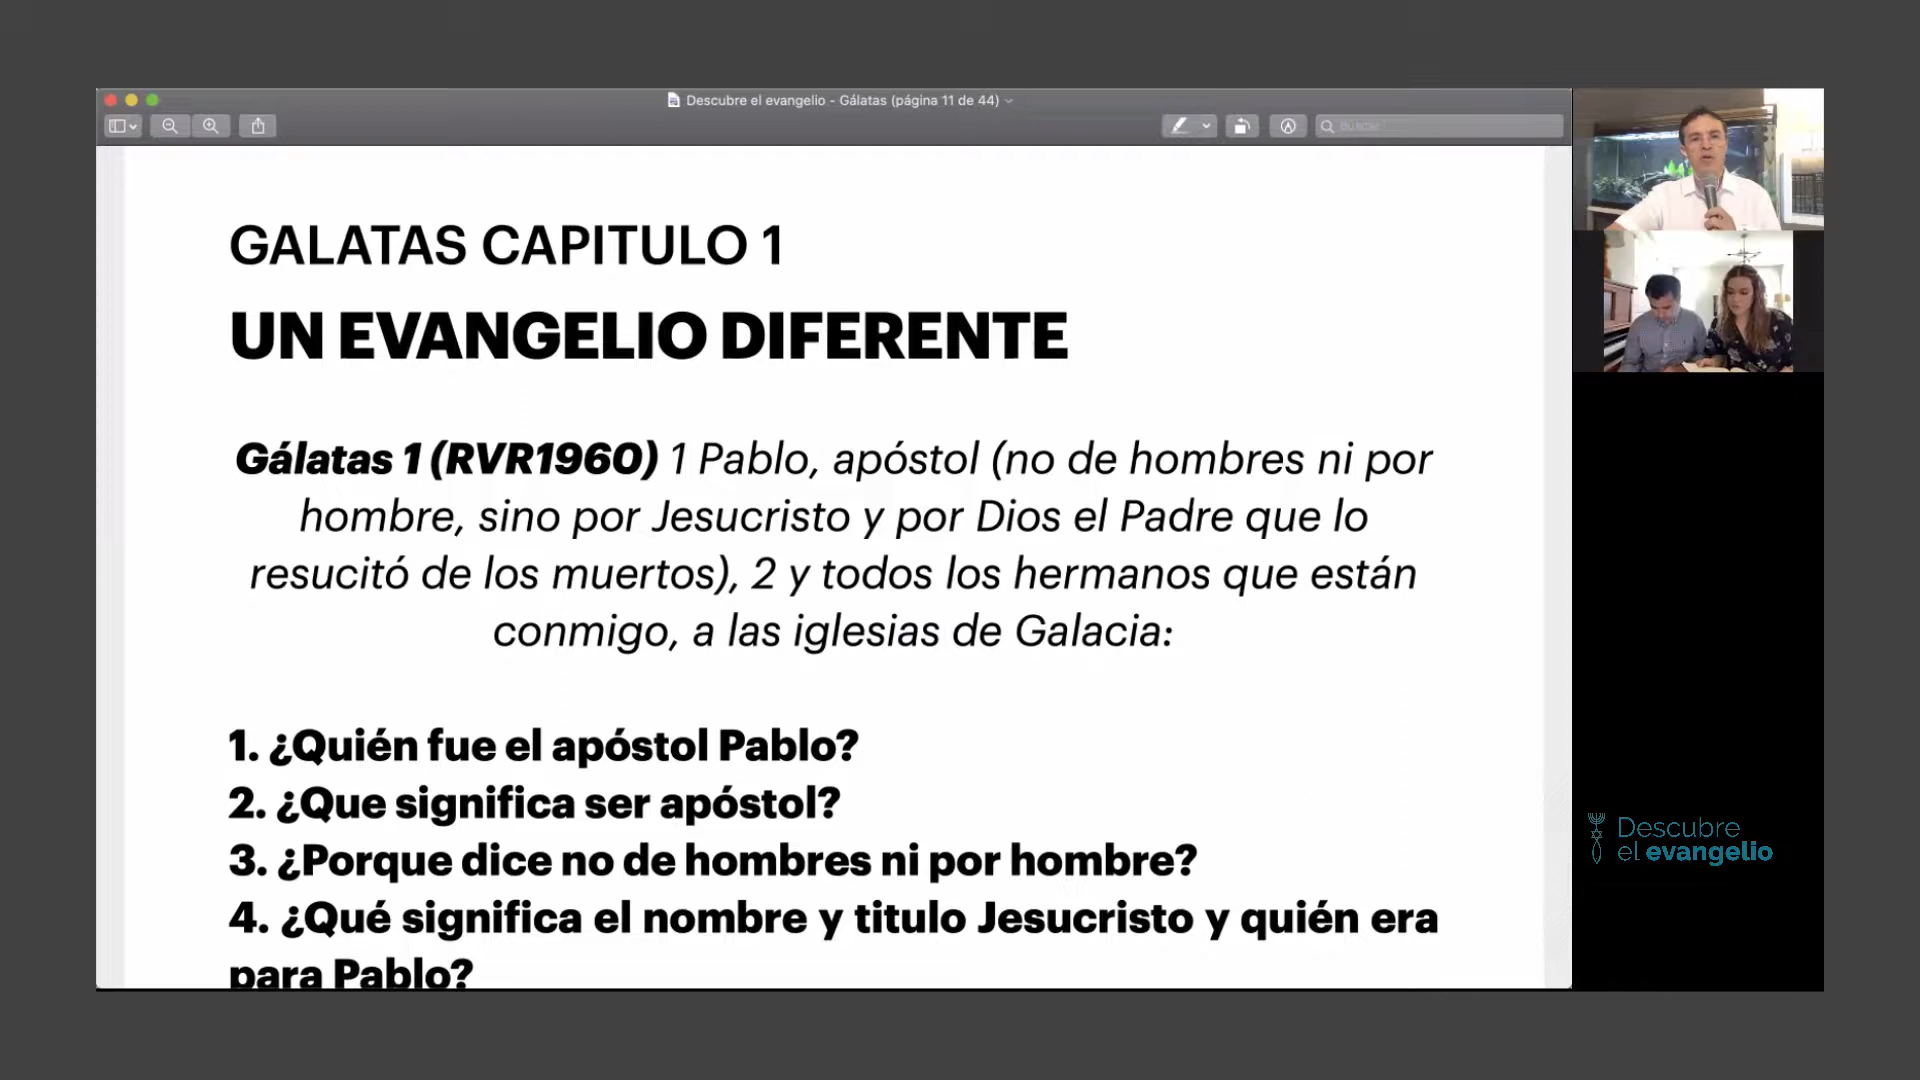 Descubre el evangelio - Gálatas (página 11 de 44)
Buscar
GALATAS CAPITULO 1
UN EVANGELIO DIFERENTE
Gálatas 1 (RVR1960) 1 Pablo, apóstol (no de hombres ni por
hombre, sino por Jesucristo y por Dios el Padre que lo
resucitó de los muertos), 2 y todos los hermanos que están
conmigo, a las iglesias de Galacia:
1. ¿Quién fue el apóstol Pablo?
2. ¿Que significa ser apóstol?
3. ¿Porque dice no de hombres ni por hombre?
4. ¿Qué significa el nombre y titulo Jesucristo y quién era
para Pablo?
Descubre
el evangelio